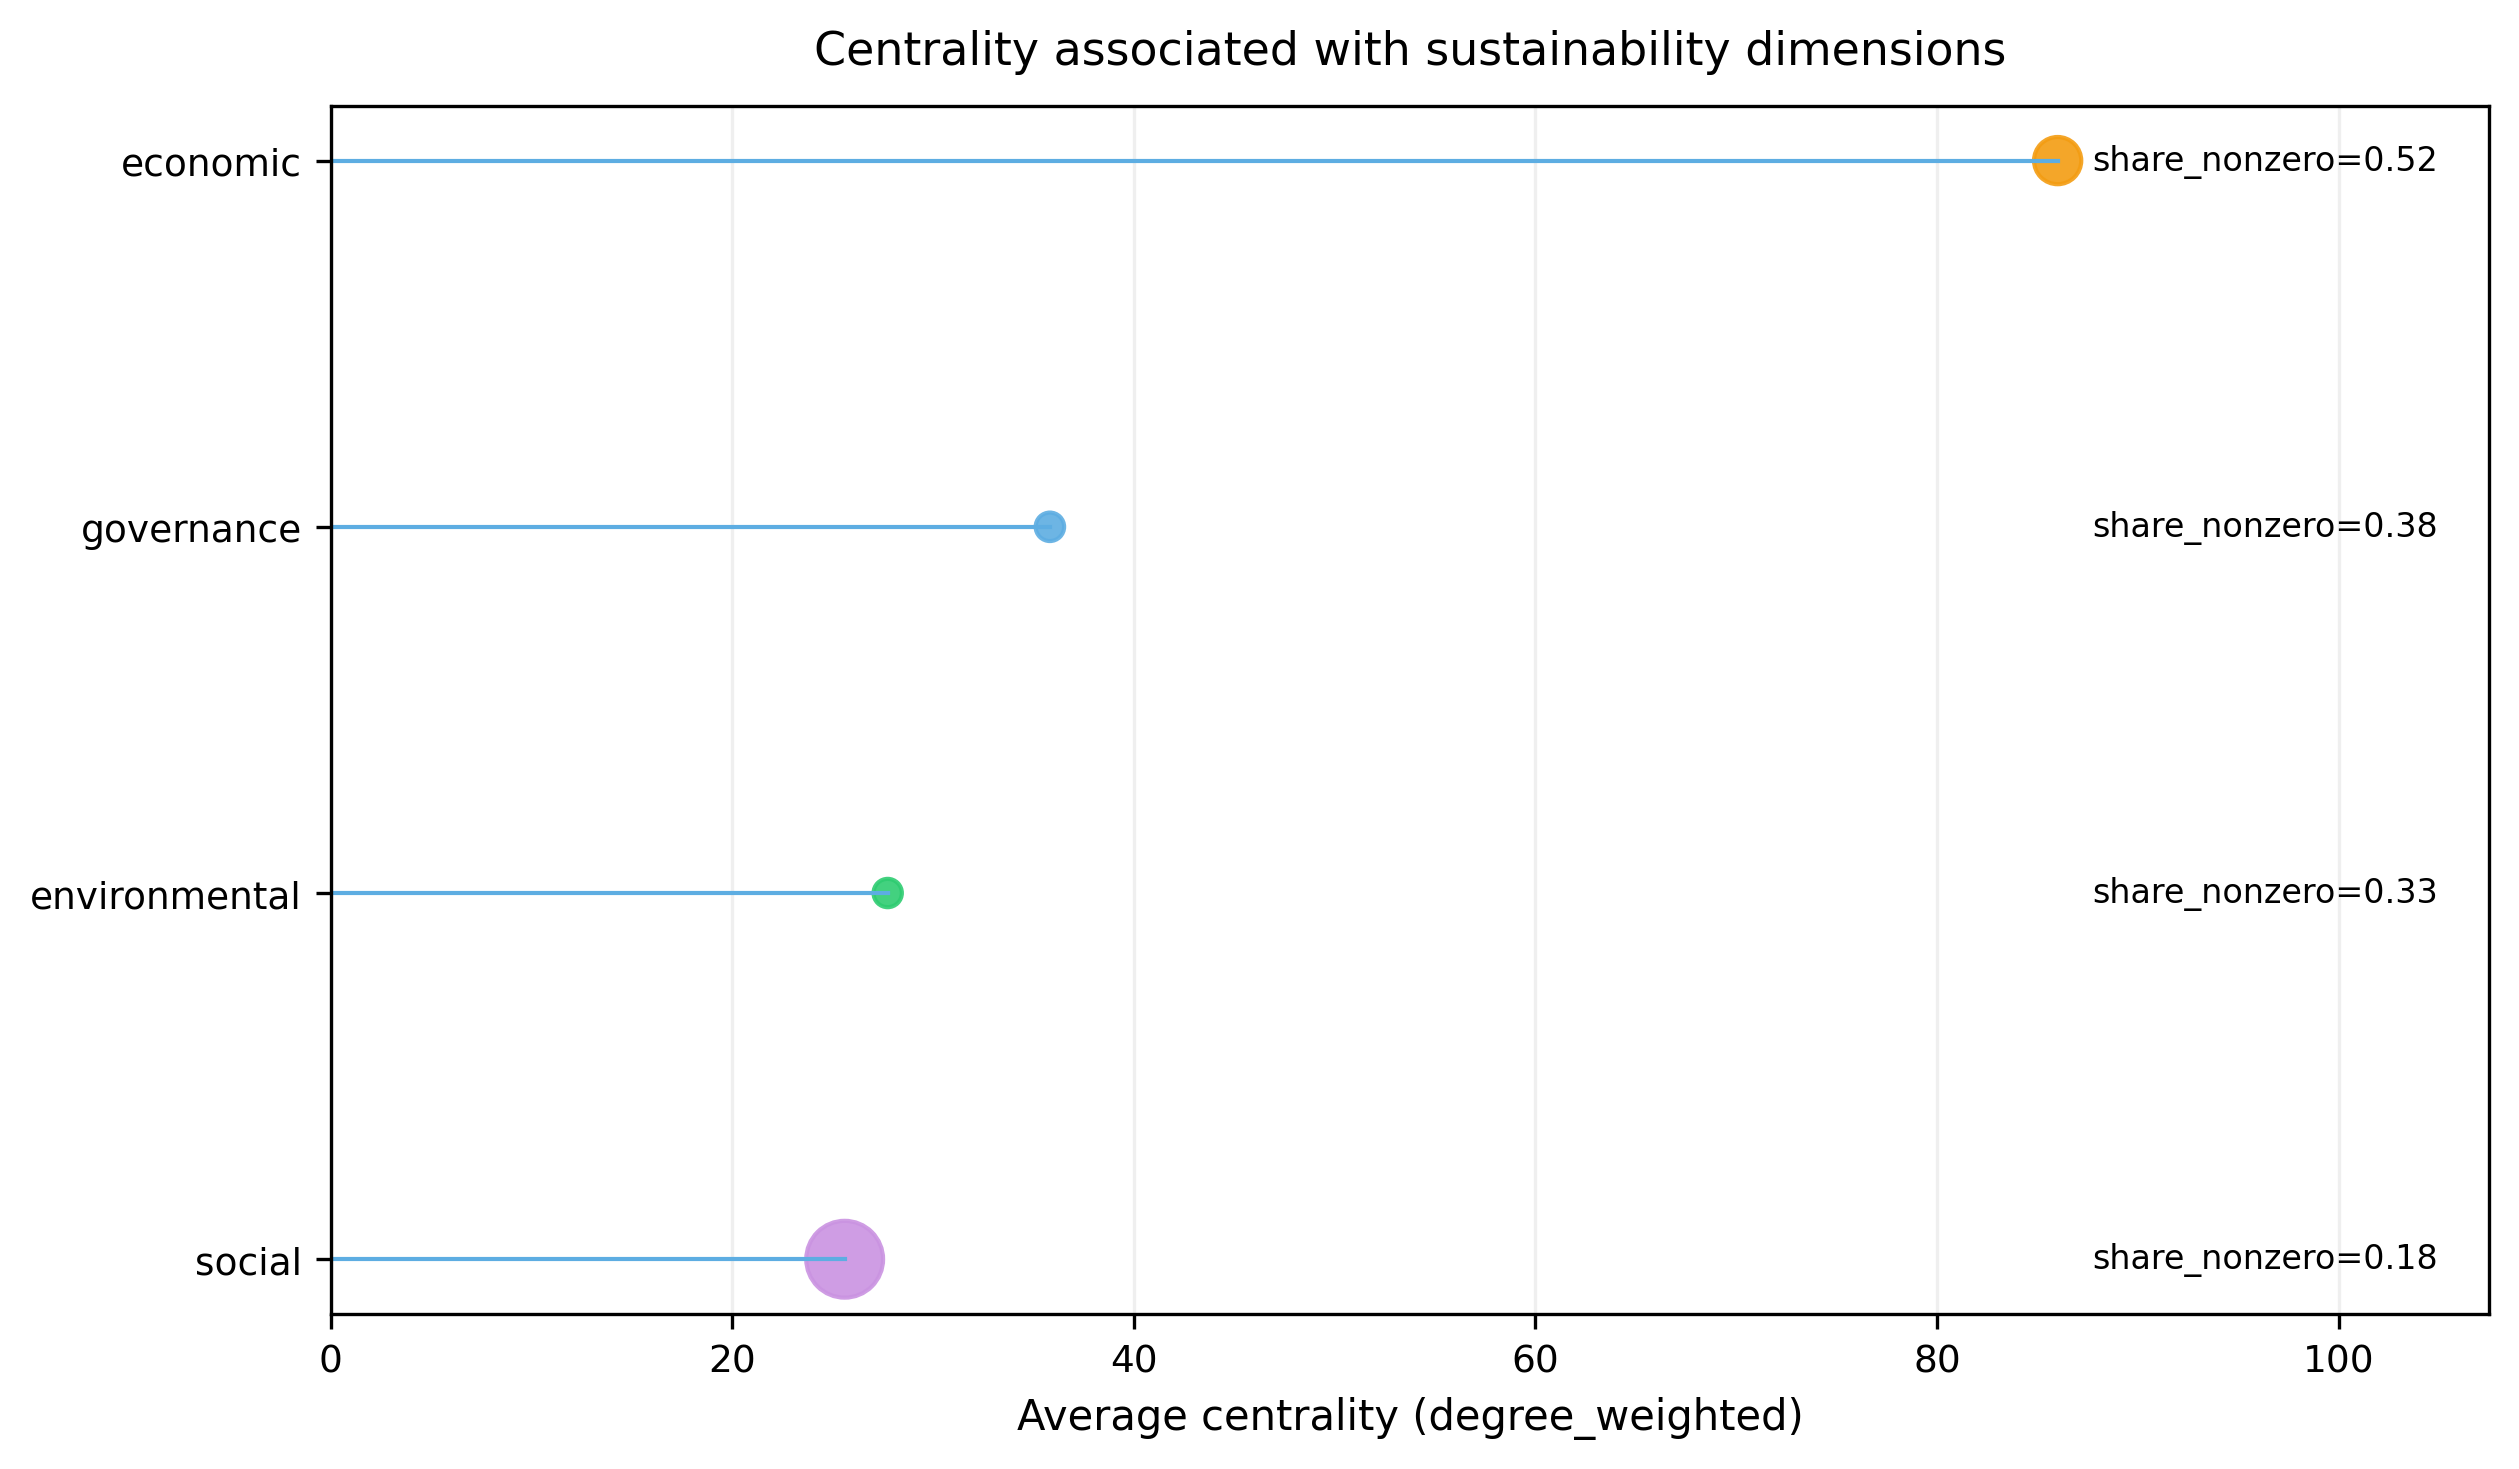 Centrality associated with sustainability dimensions
economic
share_nonzero=0.52
governance
share_nonzero=0.38
environmental
share_nonzero=0.33
social
share_nonzero=0.18
0 20 40 60 80 100
Average centrality (degree_weighted)